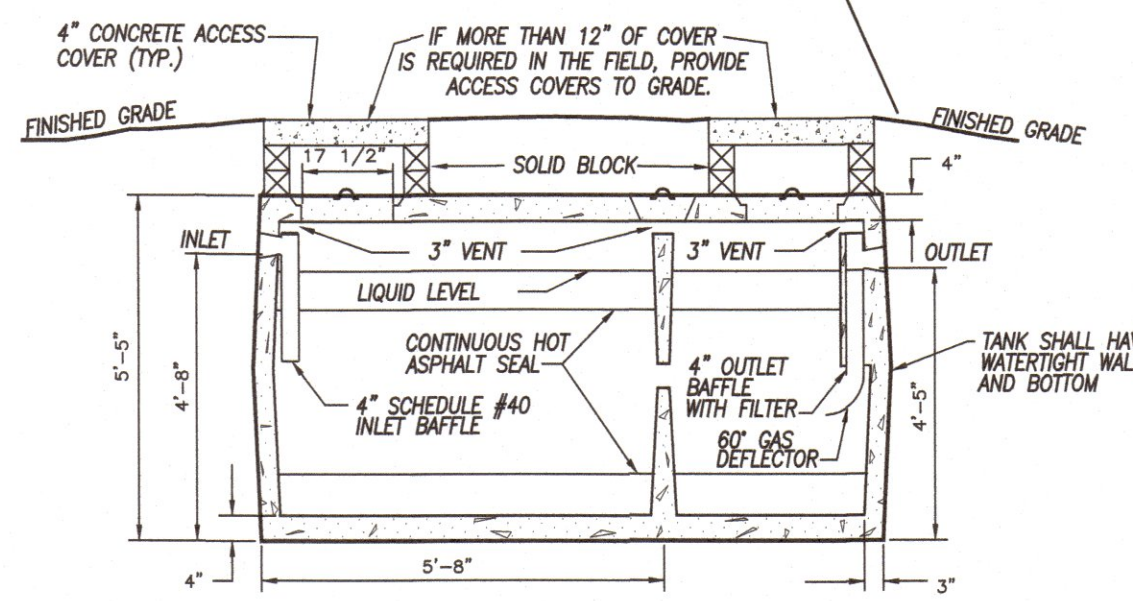 4" CONCRETE ACCESS
COVER (TYP.)
IF MORE THAN 12" OF COVER
IS REQUIRED IN THE FIELD, PROVIDE
ACCESS COVERS TO GRADE.
FINISHED GRADE
FINISHED GRADE
17 1/2"
SOLID BLOCK
4"
INLET
3" VENT
3" VENT
OUTLET
LIQUID LEVEL
CONTINUOUS HOT
ASPHALT SEAL
4" OUTLET
BAFFLE
WITH FILTER
TANK SHALL HAV
WATERTIGHT WAL
AND BOTTOM
5'-5"
4'-8"
4" SCHEDULE #40
INLET BAFFLE
60° GAS
DEFLECTOR
4'-5"
4"
5'-8"
3"